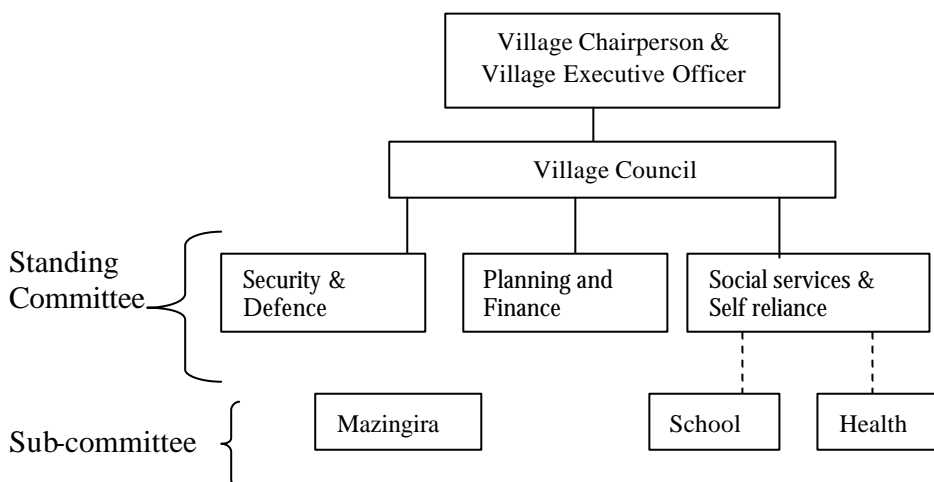 Village Chairperson &
Village Executive Officer
Village Council
Standing
Committee
Security &
Defence
Planning and
Finance
Social services &
Self reliance
Sub-committee
Mazingira
School
Health